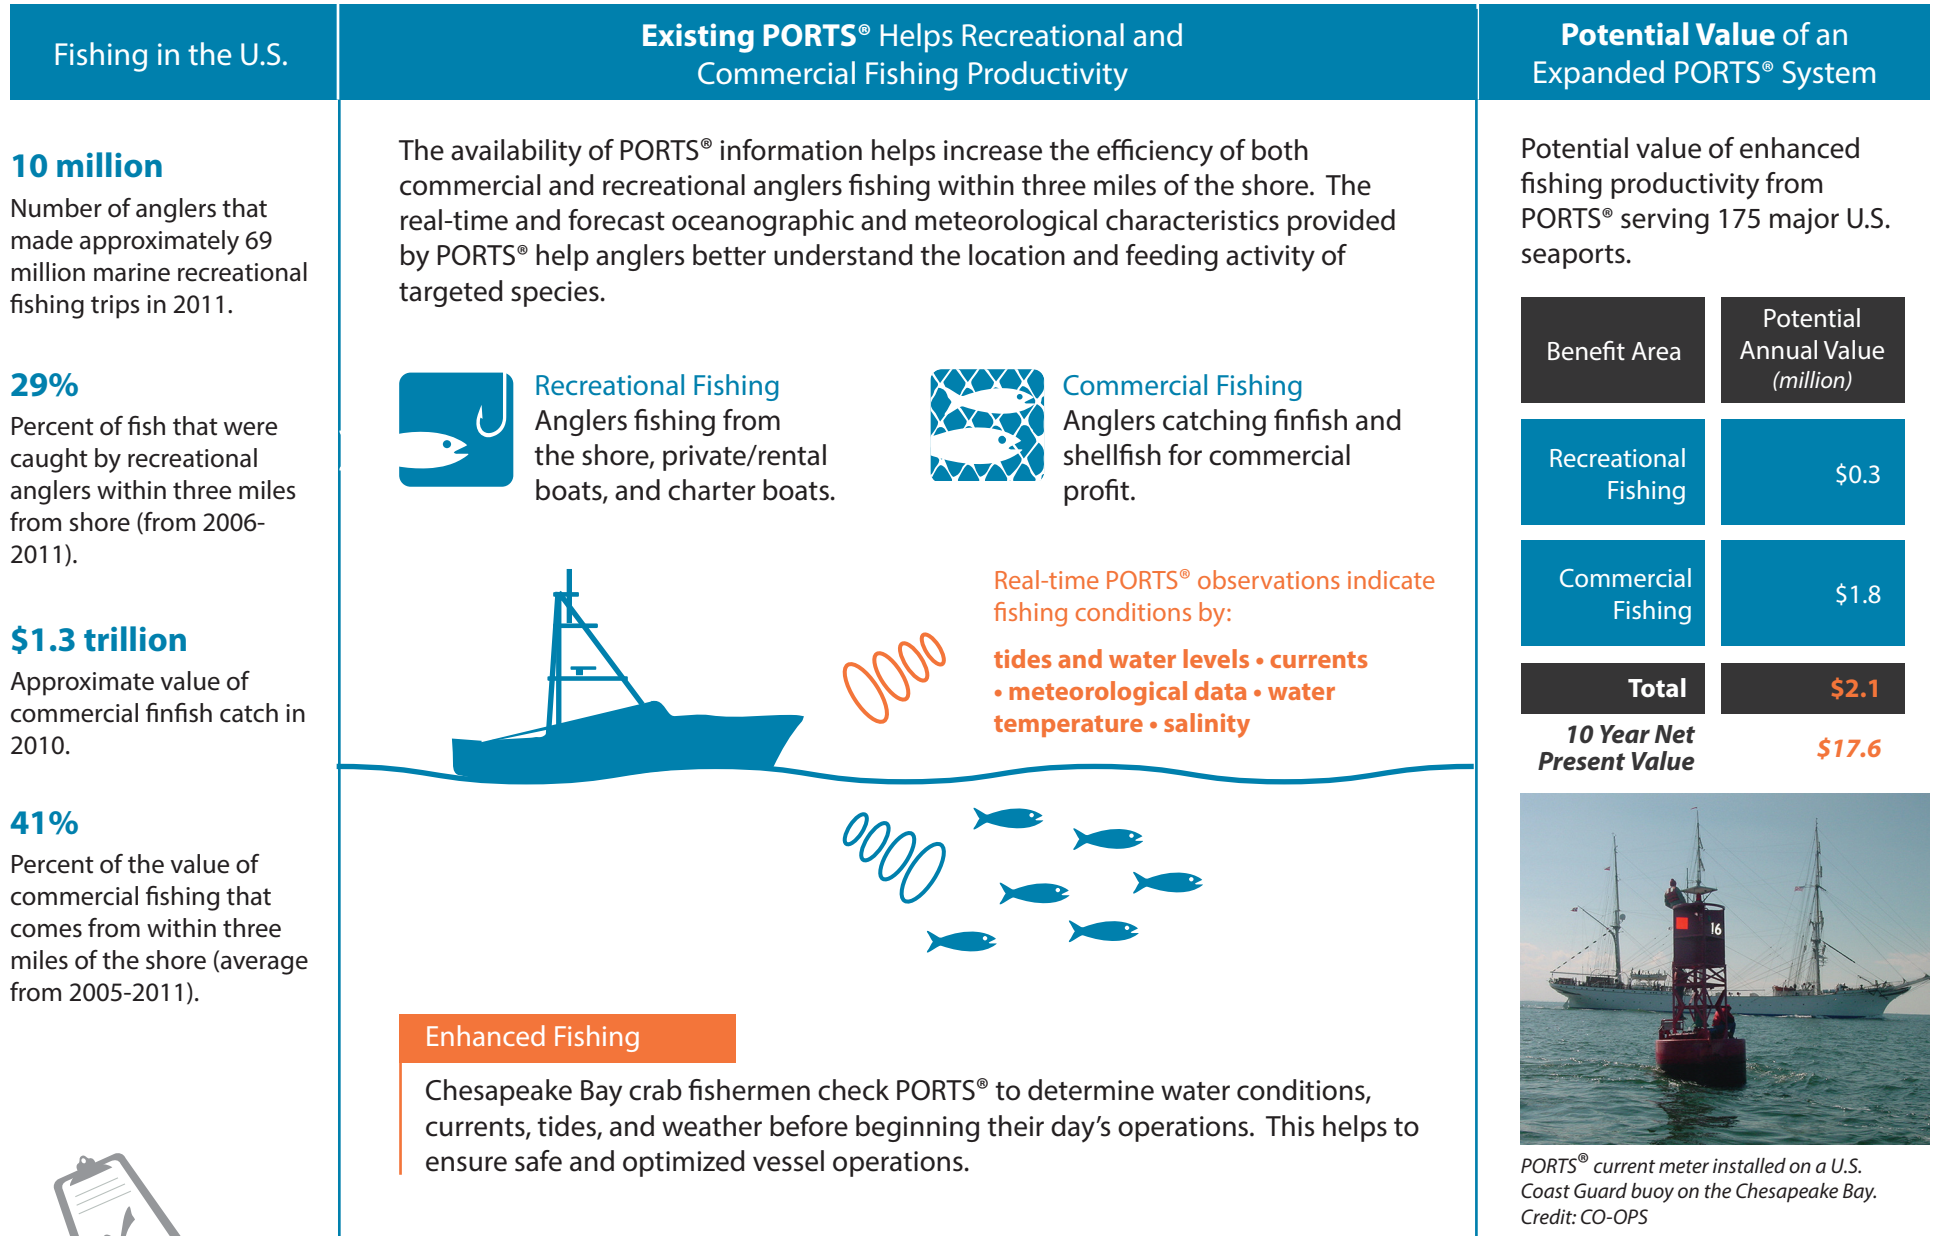 Fishing in the U.S.
10 million
Number of anglers that
made approximately 69
million marine recreational
fishing trips in 2011.
29%
Percent of fish that were
caught by recreational
anglers within three miles
from shore (from 2006-
2011).
$1.3 trillion
Approximate value of
commercial finfish catch in
2010.
41%
Percent of the value of
commercial fishing that
comes from within three
miles of the shore (average
from 2005-2011).
Existing PORTS® Helps Recreational and
Commercial Fishing Productivity
The availability of PORTS® information helps increase the efficiency of both
commercial and recreational anglers fishing within three miles of the shore. The
real-time and forecast oceanographic and meteorological characteristics provided
by PORTS® help anglers better understand the location and feeding activity of
targeted species.
Recreational Fishing
Anglers fishing from
the shore, private/rental
boats, and charter boats.
Commercial Fishing
Anglers catching finfish and
shellfish for commercial
profit.
Real-time PORTS® observations indicate
fishing conditions by:
tides and water levels • currents
• meteorological data • water
temperature • salinity
Enhanced Fishing
Chesapeake Bay crab fishermen check PORTS® to determine water conditions,
currents, tides, and weather before beginning their day’s operations. This helps to
ensure safe and optimized vessel operations.
Potential Value of an
Expanded PORTS® System
Potential value of enhanced
fishing productivity from
PORTS® serving 175 major U.S.
seaports.
Benefit Area
Potential
Annual Value
(million)
Recreational
Fishing
$0.3
Commercial
Fishing
$1.8
Total
$2.1
10 Year Net
Present Value
$17.6
16
PORTS® current meter installed on a U.S.
Coast Guard buoy on the Chesapeake Bay.
Credit: CO-OPS